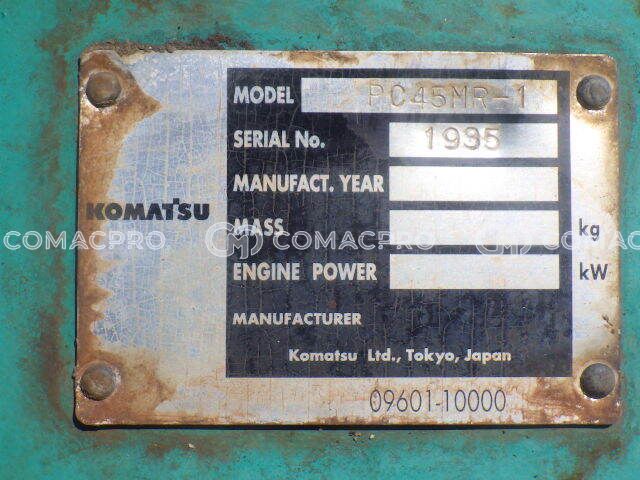 MODEL PC45MR-1
SERIAL No. 1935
MANUFACT. YEAR
KOMATSU
MASS kg
COMACPRO COMACPRO COMACPRO
ENGINE POWER kW
MANUFACTURER
Komatsu Ltd., Tokyo, Japan
09601-10000